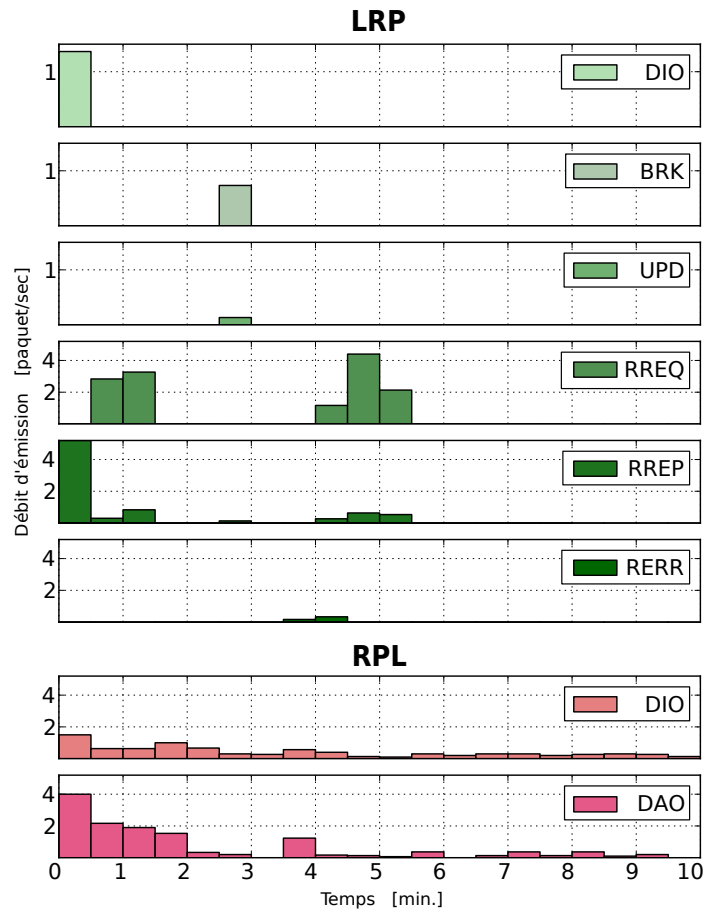 LRP
1
DIO
1
BRK
1
UPD
4
2
RREQ
4
2
RREP
4
2
RERR
Débit d'émission [paquet/sec]
RPL
4
2
DIO
4
2
DAO
0 1 2 3 4 5 6 7 8 9 10
Temps [min.]